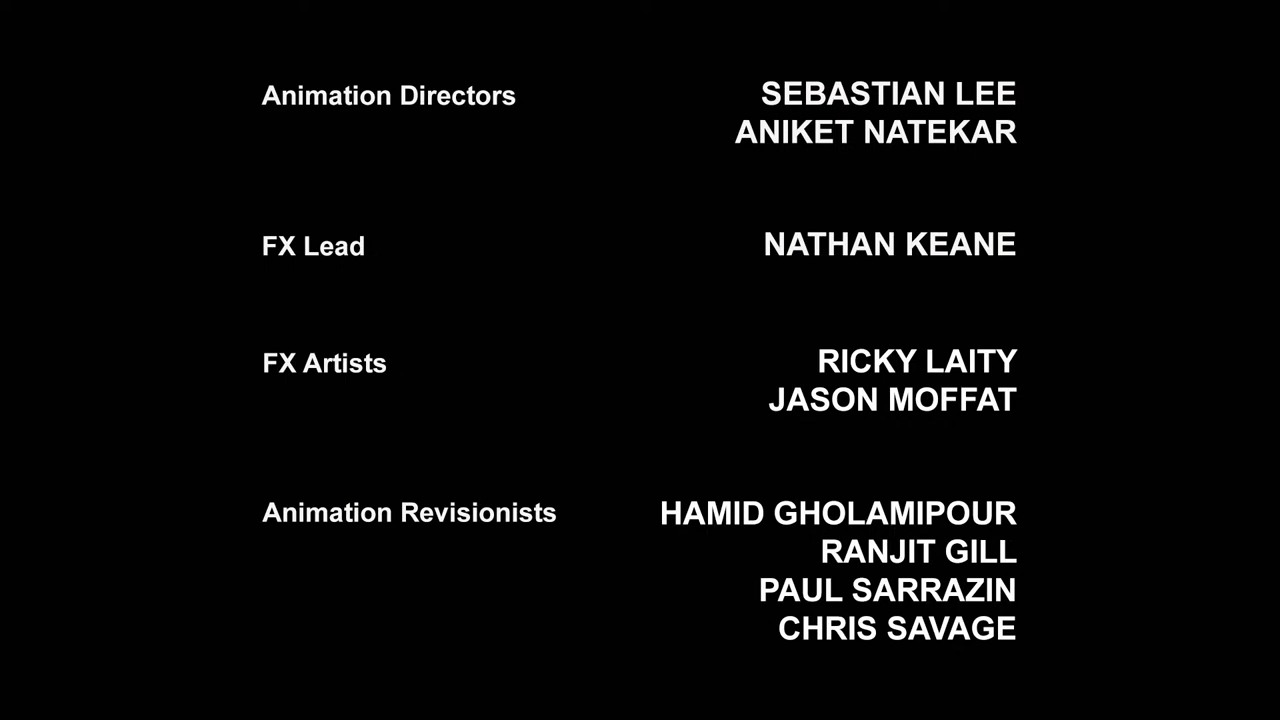 Animation Directors SEBASTIAN LEE
ANIKET NATEKAR
FX Lead NATHAN KEANE
FX Artists RICKY LAITY
JASON MOFFAT
Animation Revisionists HAMID GHOLAMIPOUR
RANJIT GILL
PAUL SARRAZIN
CHRIS SAVAGE